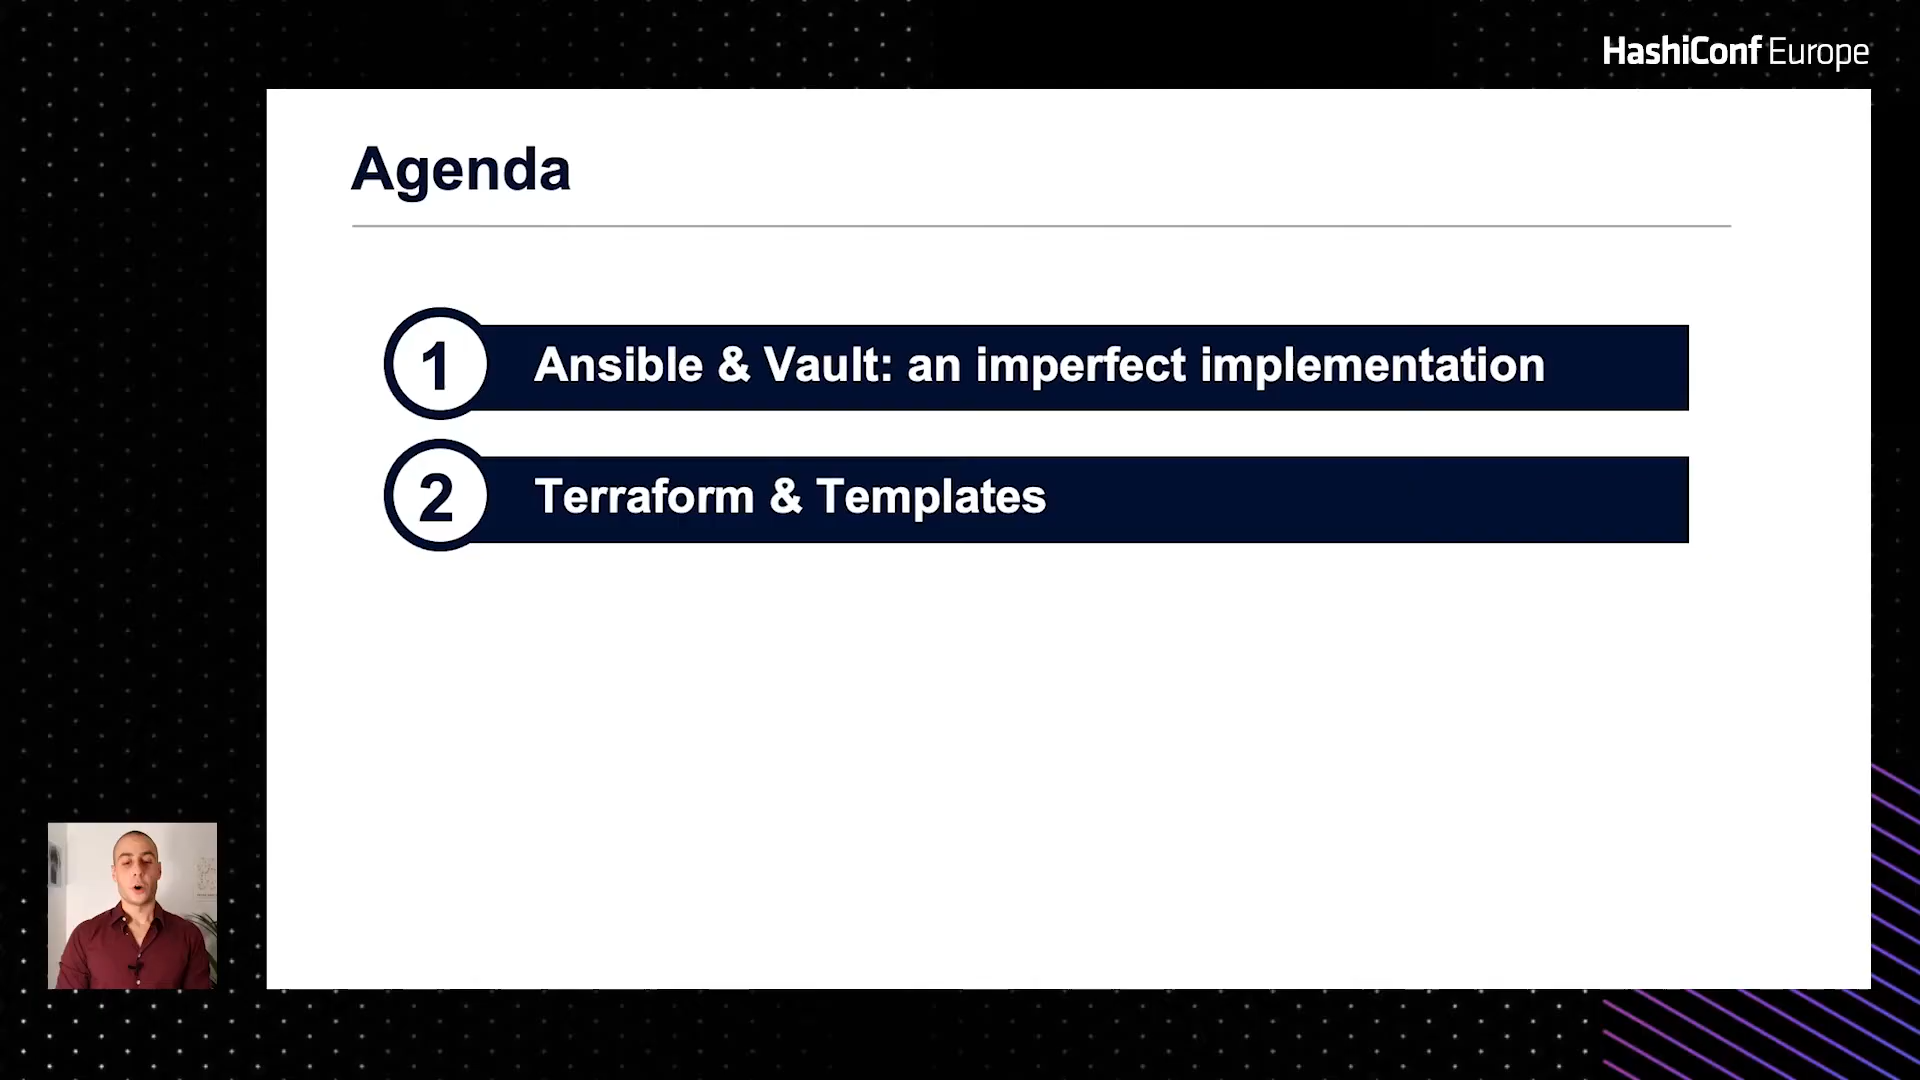 HashiConf Europe
Agenda
1 Ansible & Vault: an imperfect implementation
2 Terraform & Templates